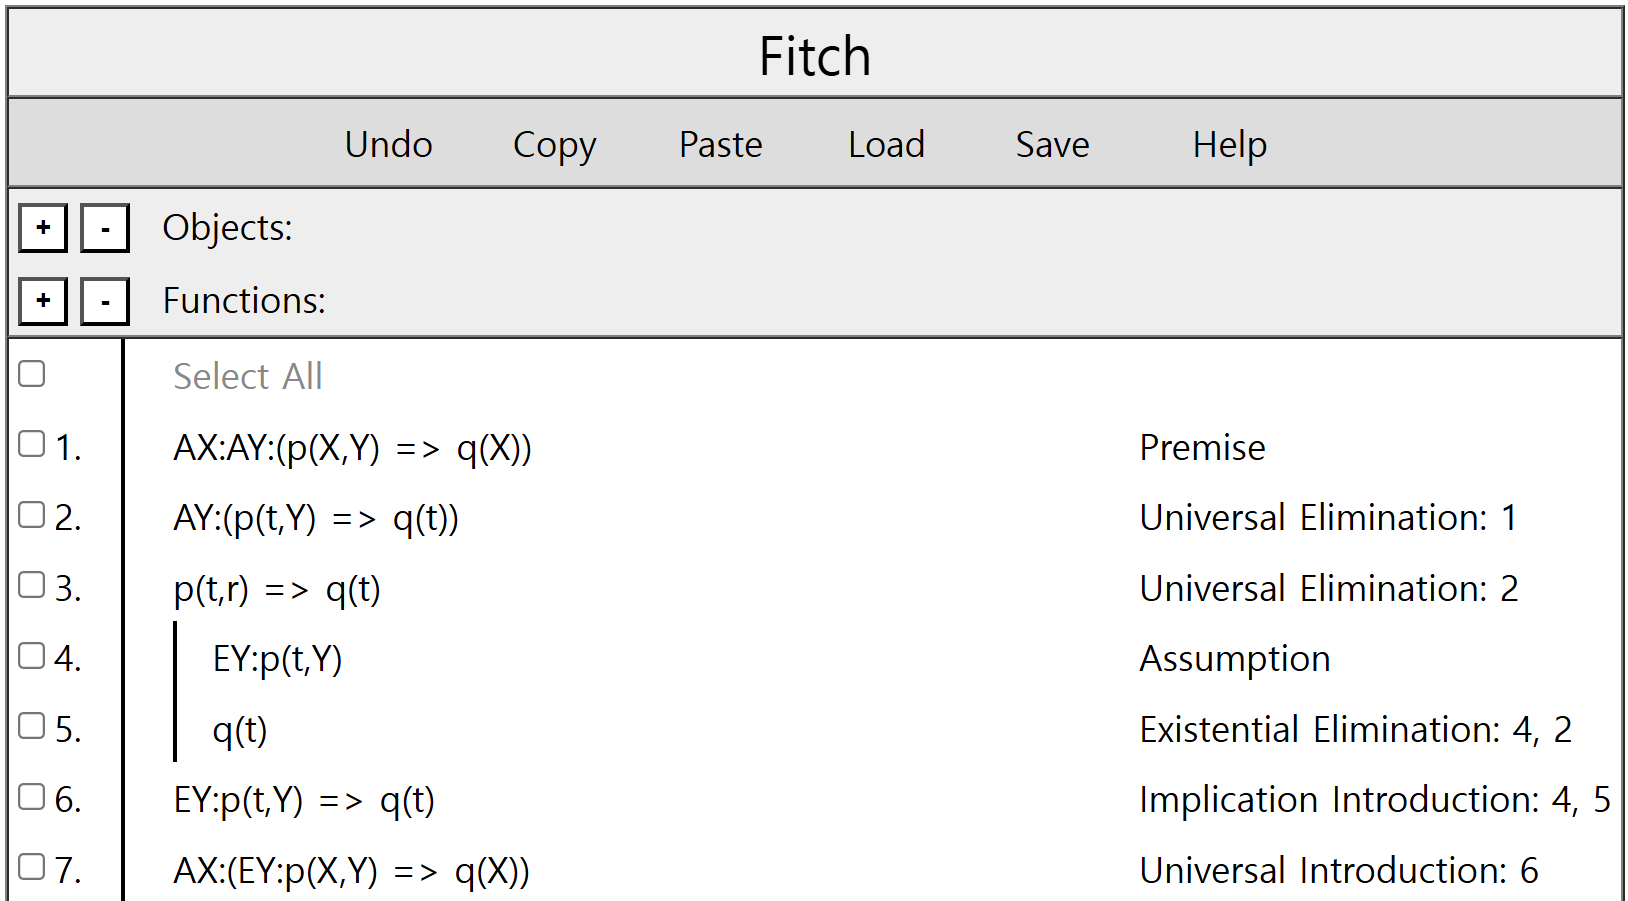 Fitch
Undo Copy Paste Load Save Help
+ - Objects:
+ - Functions:
Select All
1. AX:AY:(p(X,Y) => q(X)) Premise
2. AY:(p(t,Y) => q(t)) Universal Elimination: 1
3. p(t,r) => q(t) Universal Elimination: 2
4. EY:p(t,Y) Assumption
5. q(t) Existential Elimination: 4, 2
6. EY:p(t,Y) => q(t) Implication Introduction: 4, 5
7. AX:(EY:p(X,Y) => q(X)) Universal Introduction: 6